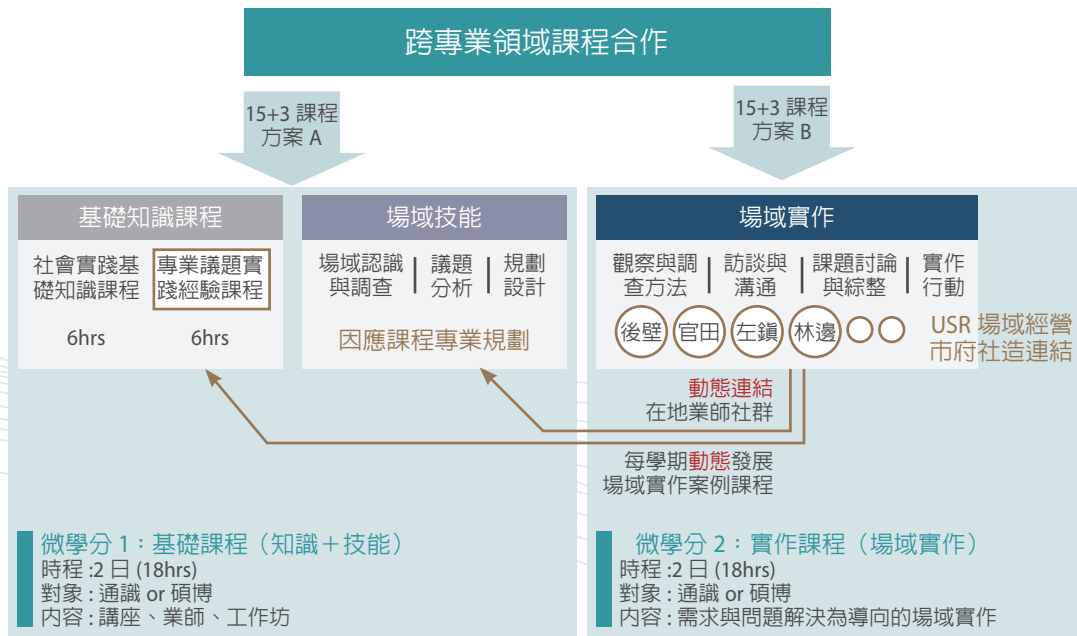 跨專業領域課程合作
15+3 課程
方案 A
15+3 課程
方案 B
基礎知識課程
社會實踐基
礎知識課程
專業議題實
踐經驗課程
6hrs
6hrs
場域技能
場域認識
與調查
議題
分析
規劃
設計
因應課程專業規劃
場域實作
觀察與調
查方法
訪談與
溝通
課題討論
與綜整
實作
行動
後壁
官田
左鎮
林邊
USR 場域經營
市府社造連結
動態連結
在地業師社群
每學期動態發展
場域實作案例課程
微學分 1：基礎課程（知識＋技能）
時程 :2 日 (18hrs)
對象 : 通識 or 碩博
內容 : 講座、業師、工作坊
微學分 2：實作課程（場域實作）
時程 :2 日 (18hrs)
對象 : 通識 or 碩博
內容 : 需求與問題解決為導向的場域實作